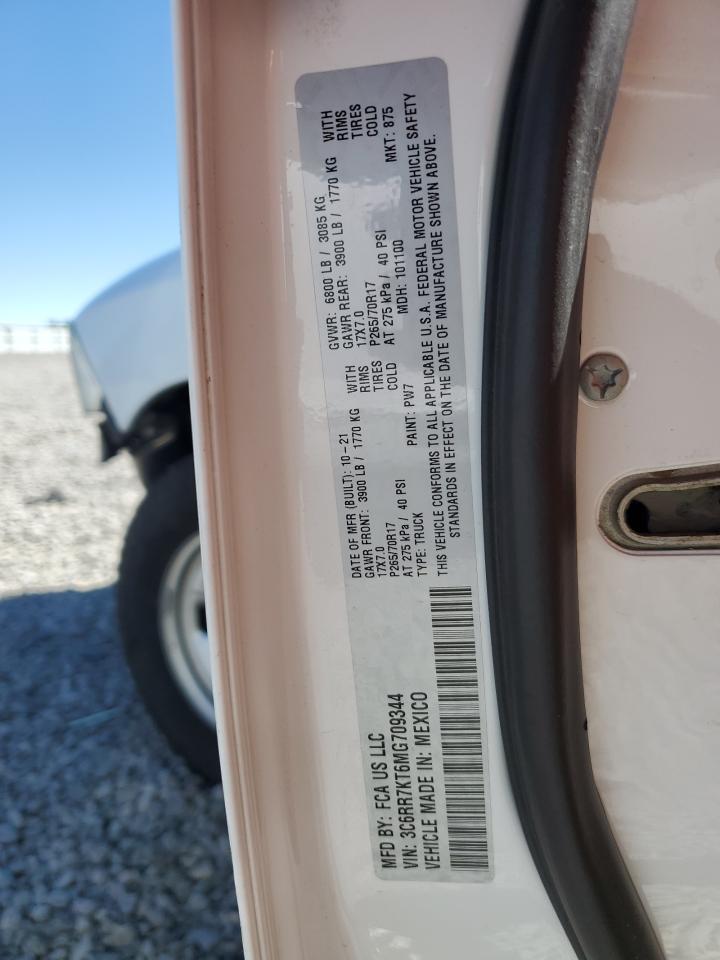 MFD BY: FCA US LLC
VIN: 3C6RR7KT6MG709344
VEHICLE MADE IN: MEXICO
DATE OF MFR (BUILT): 10-21 GVWR: 6800 LB / 3085 KG
GAWR FRONT: 3900 LB / 1770 KG WITH GAWR REAR: 3900 LB / 1770 KG WITH
17X7.0 RIMS 17X7.0 RIMS
P265/70R17 TIRES P265/70R17 TIRES
AT 275 kPa / 40 PSI COLD AT 275 kPa / 40 PSI COLD
TYPE: TRUCK PAINT: PW7 MDH: 101100 MKT: 875
THIS VEHICLE CONFORMS TO ALL APPLICABLE U.S.A. FEDERAL MOTOR VEHICLE SAFETY
STANDARDS IN EFFECT ON THE DATE OF MANUFACTURE SHOWN ABOVE.